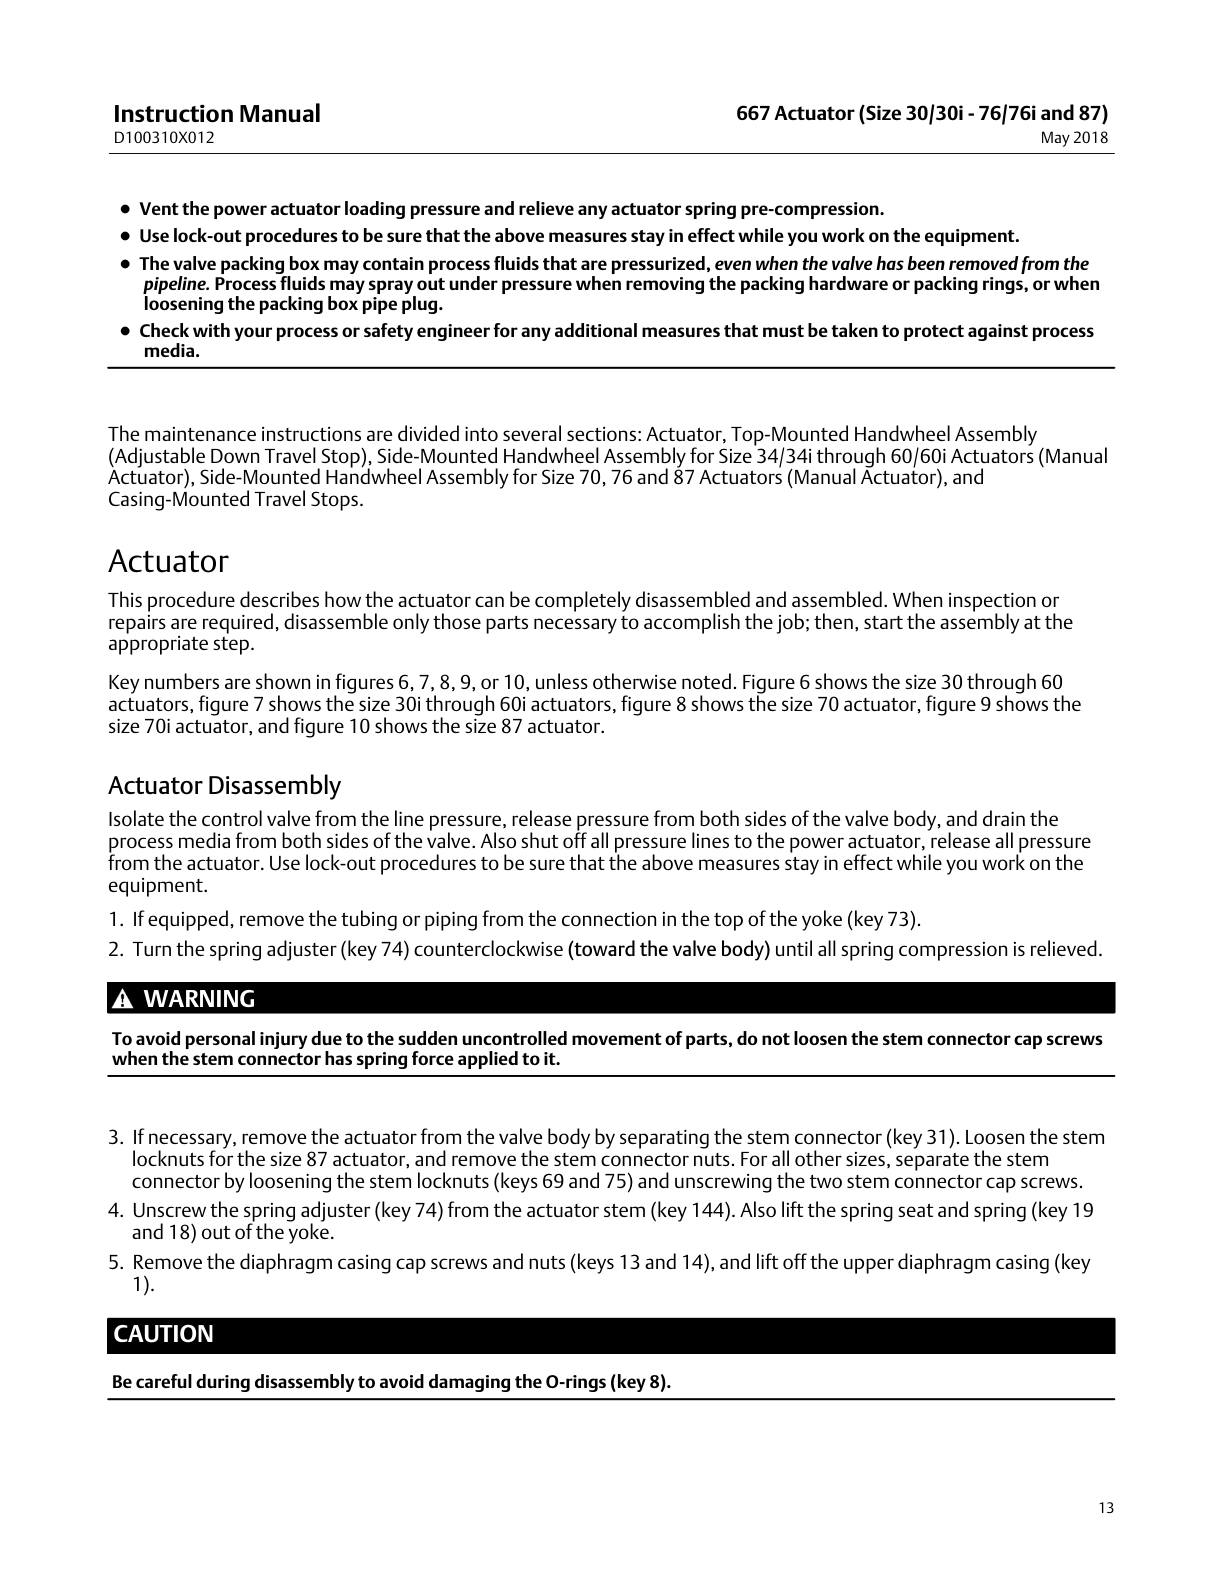 Instruction Manual
D100310X012
667 Actuator (Size 30/30i - 76/76i and 87)
May 2018
● Vent the power actuator loading pressure and relieve any actuator spring pre-compression.
● Use lock-out procedures to be sure that the above measures stay in effect while you work on the equipment.
● The valve packing box may contain process fluids that are pressurized, even when the valve has been removed from the
pipeline. Process fluids may spray out under pressure when removing the packing hardware or packing rings, or when
loosening the packing box pipe plug.
● Check with your process or safety engineer for any additional measures that must be taken to protect against process
media.
The maintenance instructions are divided into several sections: Actuator, Top-Mounted Handwheel Assembly
(Adjustable Down Travel Stop), Side-Mounted Handwheel Assembly for Size 34/34i through 60/60i Actuators (Manual
Actuator), Side-Mounted Handwheel Assembly for Size 70, 76 and 87 Actuators (Manual Actuator), and
Casing-Mounted Travel Stops.
Actuator
This procedure describes how the actuator can be completely disassembled and assembled. When inspection or
repairs are required, disassemble only those parts necessary to accomplish the job; then, start the assembly at the
appropriate step.
Key numbers are shown in figures 6, 7, 8, 9, or 10, unless otherwise noted. Figure 6 shows the size 30 through 60
actuators, figure 7 shows the size 30i through 60i actuators, figure 8 shows the size 70 actuator, figure 9 shows the
size 70i actuator, and figure 10 shows the size 87 actuator.
Actuator Disassembly
Isolate the control valve from the line pressure, release pressure from both sides of the valve body, and drain the
process media from both sides of the valve. Also shut off all pressure lines to the power actuator, release all pressure
from the actuator. Use lock-out procedures to be sure that the above measures stay in effect while you work on the
equipment.
1. If equipped, remove the tubing or piping from the connection in the top of the yoke (key 73).
2. Turn the spring adjuster (key 74) counterclockwise (toward the valve body) until all spring compression is relieved.
WARNING
To avoid personal injury due to the sudden uncontrolled movement of parts, do not loosen the stem connector cap screws
when the stem connector has spring force applied to it.
3. If necessary, remove the actuator from the valve body by separating the stem connector (key 31). Loosen the stem
locknuts for the size 87 actuator, and remove the stem connector nuts. For all other sizes, separate the stem
connector by loosening the stem locknuts (keys 69 and 75) and unscrewing the two stem connector cap screws.
4. Unscrew the spring adjuster (key 74) from the actuator stem (key 144). Also lift the spring seat and spring (key 19
and 18) out of the yoke.
5. Remove the diaphragm casing cap screws and nuts (keys 13 and 14), and lift off the upper diaphragm casing (key
1).
CAUTION
Be careful during disassembly to avoid damaging the O-rings (key 8).
13